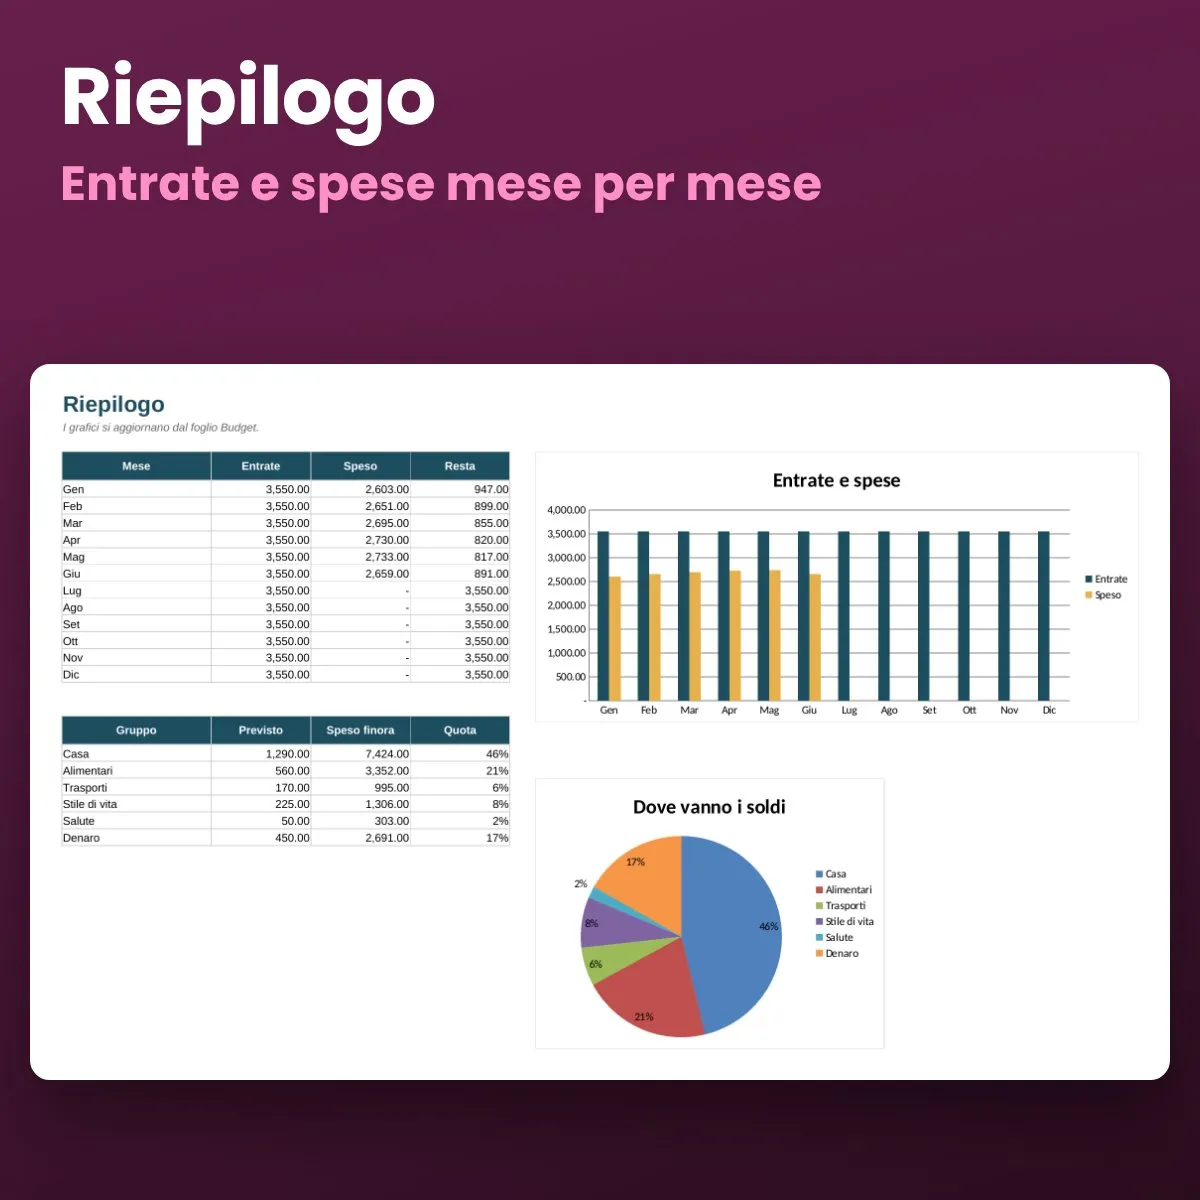 Riepilogo
Entrate e spese mese per mese
Riepilogo
I grafici si aggiornano dal foglio Budget.
Mese Entrate Speso Resta
Gen 3,550.00 2,603.00 947.00
Feb 3,550.00 2,651.00 899.00
Mar 3,550.00 2,695.00 855.00
Apr 3,550.00 2,730.00 820.00
Mag 3,550.00 2,733.00 817.00
Giu 3,550.00 2,659.00 891.00
Lug 3,550.00 - 3,550.00
Ago 3,550.00 - 3,550.00
Set 3,550.00 - 3,550.00
Ott 3,550.00 - 3,550.00
Nov 3,550.00 - 3,550.00
Dic 3,550.00 - 3,550.00
Gruppo Previsto Speso finora Quota
Casa 1,290.00 7,424.00 46%
Alimentari 560.00 3,352.00 21%
Trasporti 170.00 995.00 6%
Stile di vita 225.00 1,306.00 8%
Salute 50.00 303.00 2%
Denaro 450.00 2,691.00 17%
Entrate e spese
4,000.00
3,500.00
3,000.00
2,500.00
2,000.00
1,500.00
1,000.00
500.00
-
Gen Feb Mar Apr Mag Giu Lug Ago Set Ott Nov Dic
Entrate
Speso
Dove vanno i soldi
17%
2%
8%
6%
21%
46%
Casa
Alimentari
Trasporti
Stile di vita
Salute
Denaro